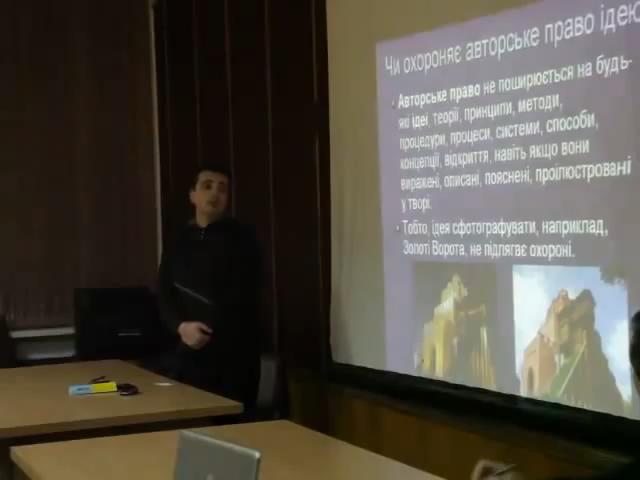 Чи охороняє авторське право ідею
Авторське право не поширюється на будь-
які ідеї, теорії, принципи, методи,
процедури, процеси, системи, способи,
концепції, відкриття, навіть якщо вони
виражені, описані, пояснені, проілюстровані
у творі.
Тобто, ідея сфотографувати, наприклад,
Золоті Ворота, не підлягає охороні.